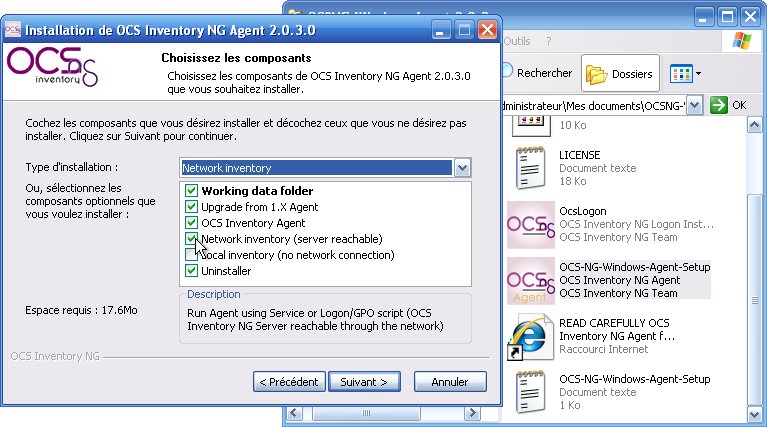 Installation de OCS Inventory NG Agent 2.0.3.0
OCSng
inventory
Choisissez les composants
Choisissez les composants de OCS Inventory NG Agent 2.0.3.0
que vous souhaitez installer.
Cochez les composants que vous désirez installer et décochez ceux que vous ne désirez pas
installer. Cliquez sur Suivant pour continuer.
Type d'installation :
Network inventory
Ou, sélectionnez les
composants optionnels que
vous voulez installer :
Working data folder
Upgrade from 1.X Agent
OCS Inventory Agent
Network inventory (server reachable)
Local inventory (no network connection)
Uninstaller
Espace requis : 17.6Mo
Description
Run Agent using Service or Logon/GPO script (OCS
Inventory NG Server reachable through the network)
OCS Inventory NG
< Précédent
Suivant >
Annuler
Outils
?
Rechercher
Dossiers
dministrateur\Mes documents\OCSNG-
OK
10 Ko
LICENSE
Document texte
18 Ko
OCSng
OcsLogon
OCS Inventory NG Logon Inst...
OCS Inventory NG Team
OCSng
Agent
OCS-NG-Windows-Agent-Setup
OCS Inventory NG Agent
OCS Inventory NG Team
READ CAREFULLY OCS
Inventory NG Agent f...
Raccourci Internet
OCS-NG-Windows-Agent-Setup
Document texte
1 Ko